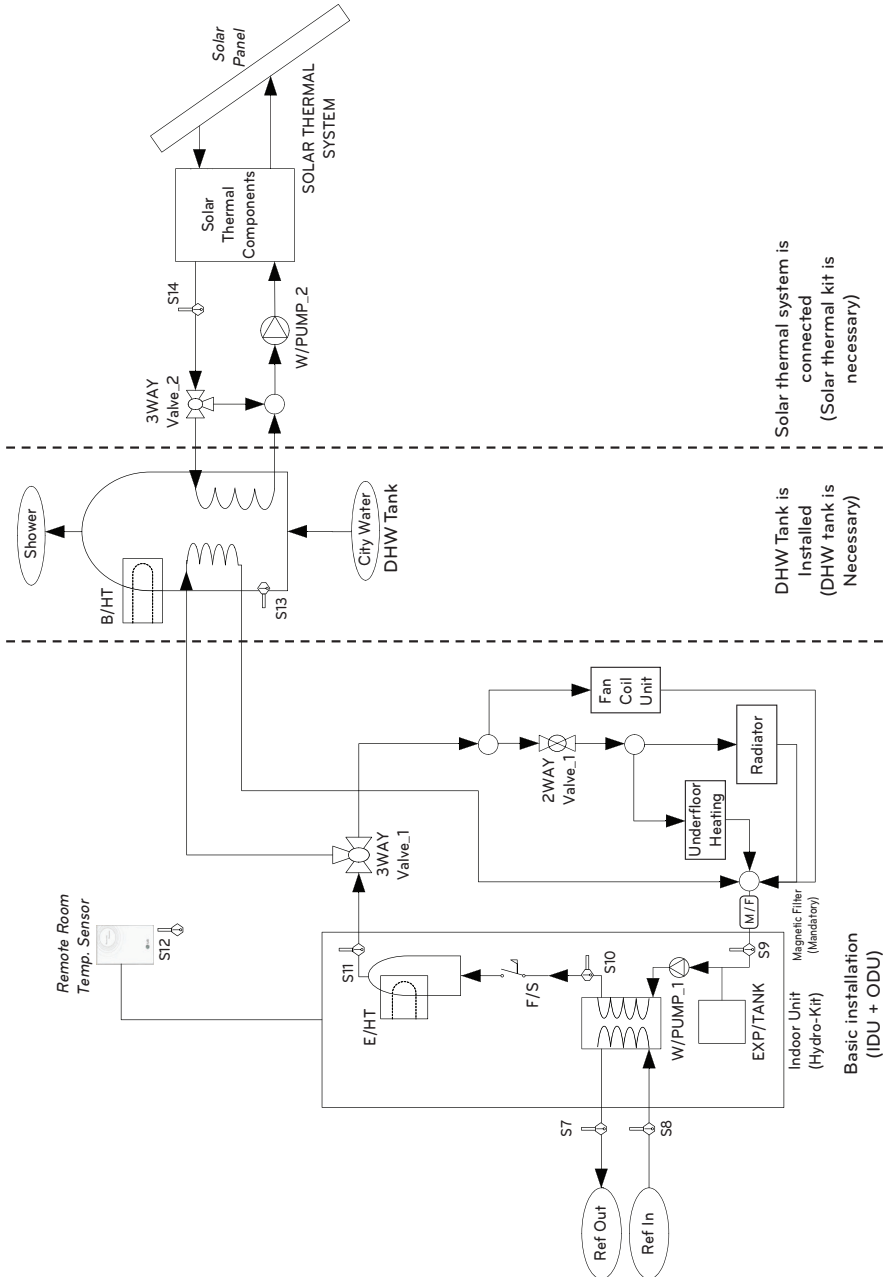 Solar
Panel
SOLAR THERMAL
SYSTEM
Solar
Thermal
Components
S14
W/PUMP_2
3WAY
Valve_2
Solar thermal system is
connected
(Solar thermal kit is
necessary)
Shower
City Water
DHW Tank
B/HT
S13
DHW Tank is
Installed
(DHW tank is
Necessary)
Fan
Coil
Unit
Radiator
2WAY
Valve_1
Underfloor
Heating
3WAY
Valve_1
M/F
Magnetic Filter
(Mandatory)
Remote Room
Temp. Sensor
S12
S11
E/HT
F/S
S10
W/PUMP_1
S9
EXP/TANK
Indoor Unit
(Hydro-Kit)
Basic installation
(IDU + ODU)
S7
S8
Ref Out
Ref In